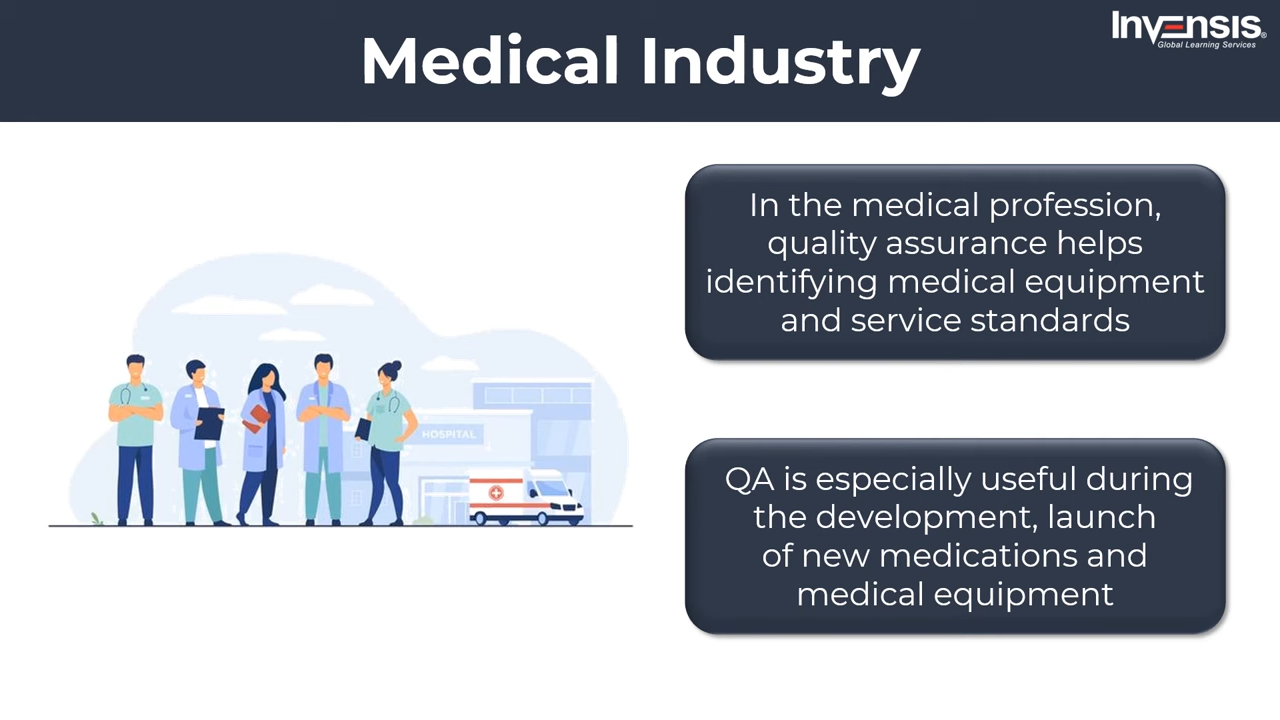 Medical Industry
Invensis®
Global Learning Services
In the medical profession,
quality assurance helps
identifying medical equipment
and service standards
HOSPITAL
QA is especially useful during
the development, launch
of new medications and
medical equipment